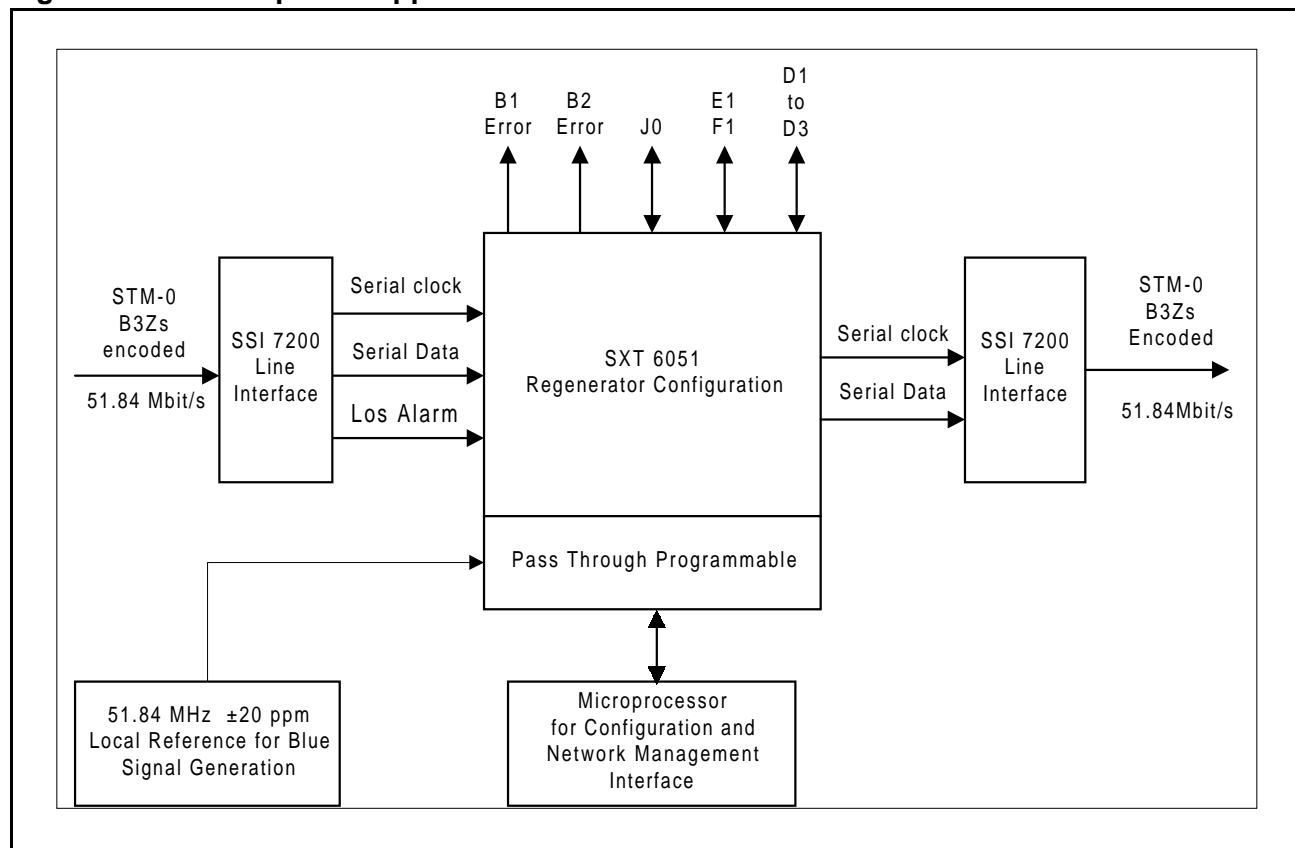 B1
Error
B2
Error
J0
E1
F1
D1
to
D3
STM-0
B3Zs
encoded
51.84 Mbit/s
SSI 7200
Line
Interface
Serial clock
Serial Data
Los Alarm
SXT 6051
Regenerator Configuration
Serial clock
Serial Data
SSI 7200
Line
Interface
STM-0
B3Zs
Encoded
51.84Mbit/s
Pass Through Programmable
51.84 MHz ±20 ppm
Local Reference for Blue
Signal Generation
Microprocessor
for Configuration and
Network Management
Interface